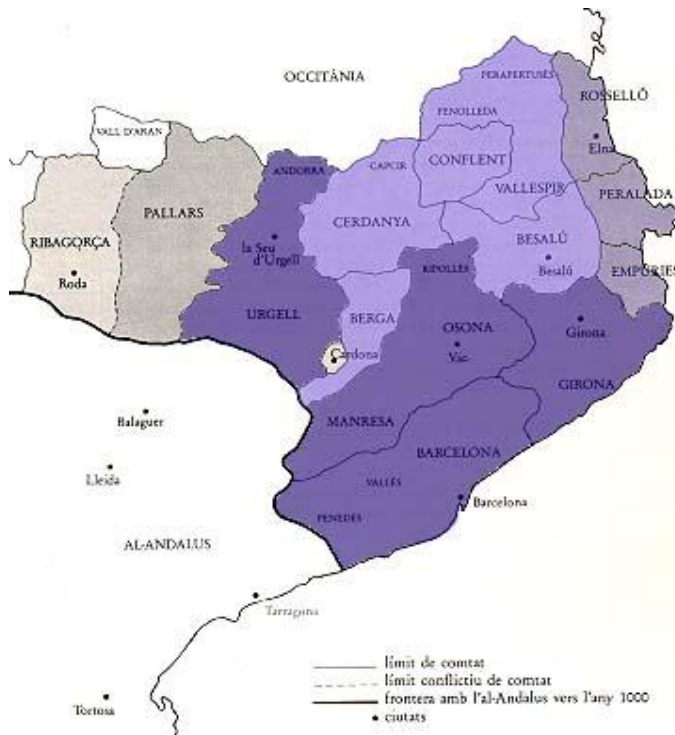 OCCITÀNIA
PERAPERTUSÈS
ROSSELLÓ
FENOLLEDA
VALL D'ARAN
Elna
CONFLENT
CAPCIR
ANDORRA
VALLESPIR
PERALADA
PALLARS
CERDANYA
RIBAGORÇA
BESALÚ
la Seu
d'Urgell
RIPOLLÈS
Besaló
EMPÚRIES
Roda
URGELL
BERGA
OSONA
Girona
Cardona
Vic
GIRONA
Balaguer
MANRESA
BARCELONA
Lleida
VALLÈS
Barcelona
PENEDÈS
AL-ANDALUS
Tarragona
límit de comtat
límit conflictiu de comtat
frontera amb l'al-Andalus vers l'any 1000
ciutats
Tortosa